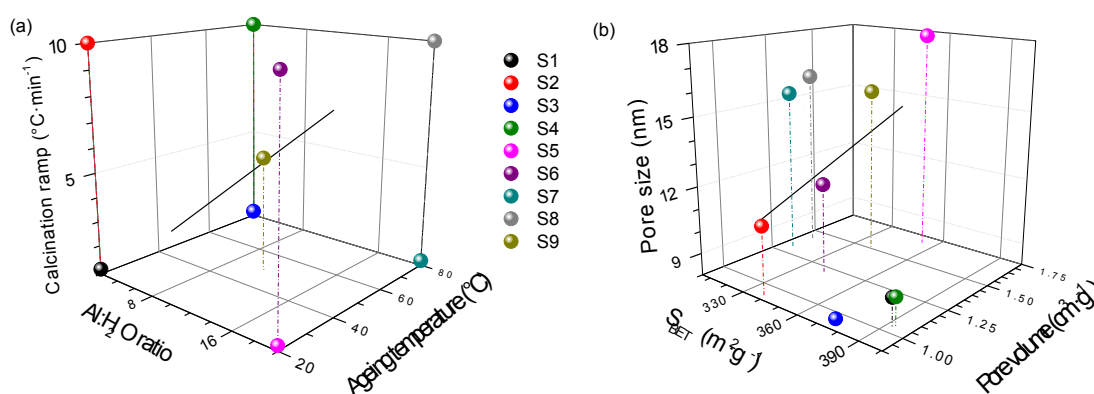 (a)
10
5
Calcination ramp (°C·min⁻¹)
8
16
Al:H₂O ratio
20
40
60
80
Ageing temperature (°C)
S1
S2
S3
S4
S5
S6
S7
S8
S9
(b)
18
15
12
9
Pore size (nm)
330
360
390
S_BET (m²g⁻¹)
1.00
1.25
1.50
1.75
Pore volume (cm³·g⁻¹)